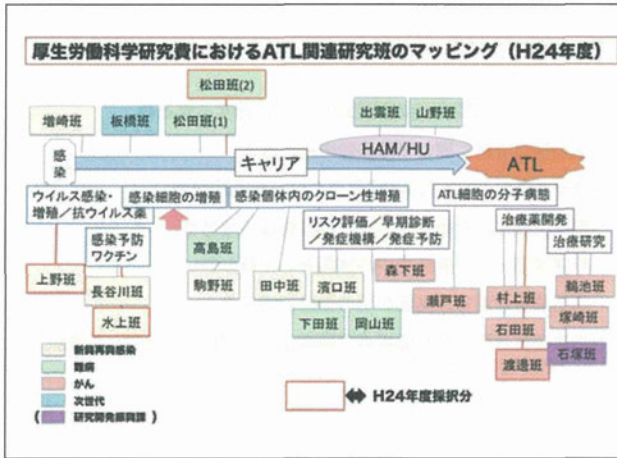 厚生労働科学研究費におけるATL関連研究班のマッピング（H24年度）
松田班(2)
増崎班
板橋班
松田班(1)
出雲班
山野班
感染
キャリア
HAM/HU
ATL
ウイルス感染・
増殖／抗ウイルス薬
感染細胞の増殖
感染個体内のクローン性増殖
ATL細胞の分子病態
感染予防
ワクチン
リスク評価／早期診断
／発症機構／発症予防
治療薬開発
治療研究
上野班
長谷川班
水上班
高島班
駒野班
田中班
濱口班
下田班
岡山班
森下班
瀬戸班
村上班
石田班
渡邊班
鵜池班
塚崎班
石塚班
新興再興感染
難病
がん
次世代
( 研究開発振興課 )
H24年度採択分